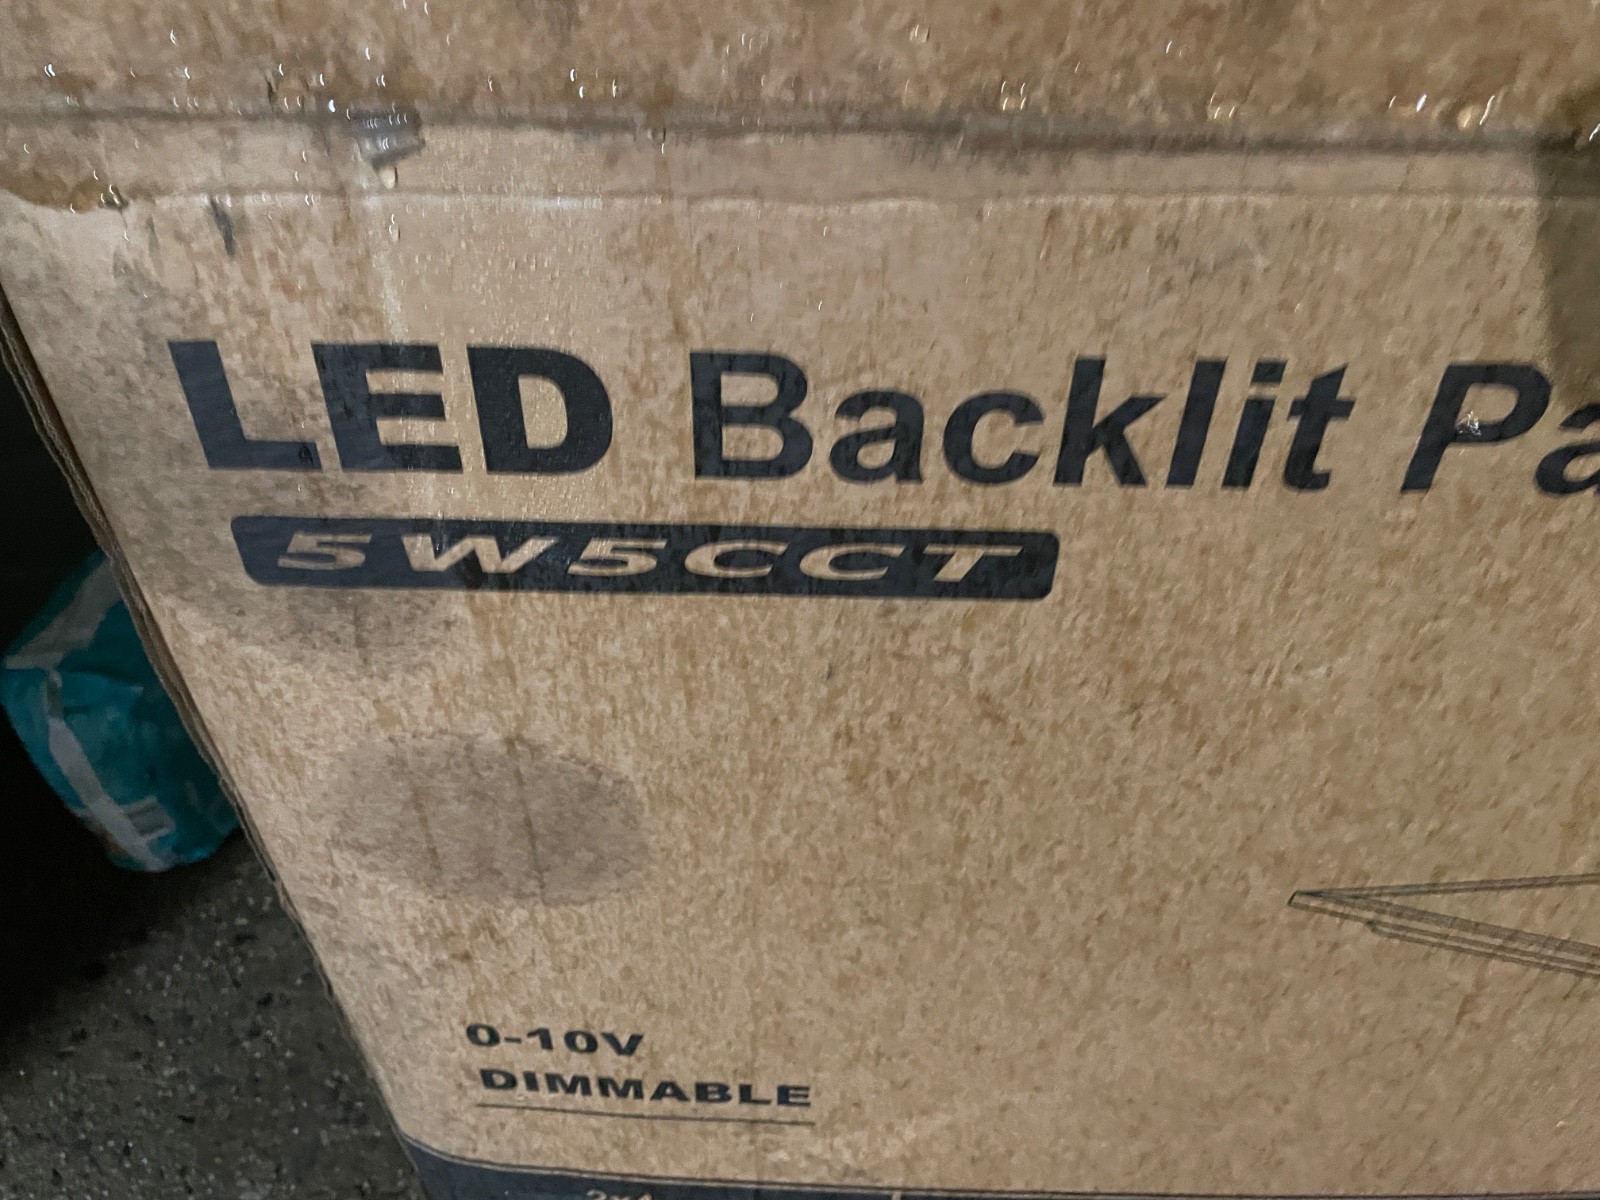 LED Backlit Pa
5W5CCT
0-10V
DIMMABLE